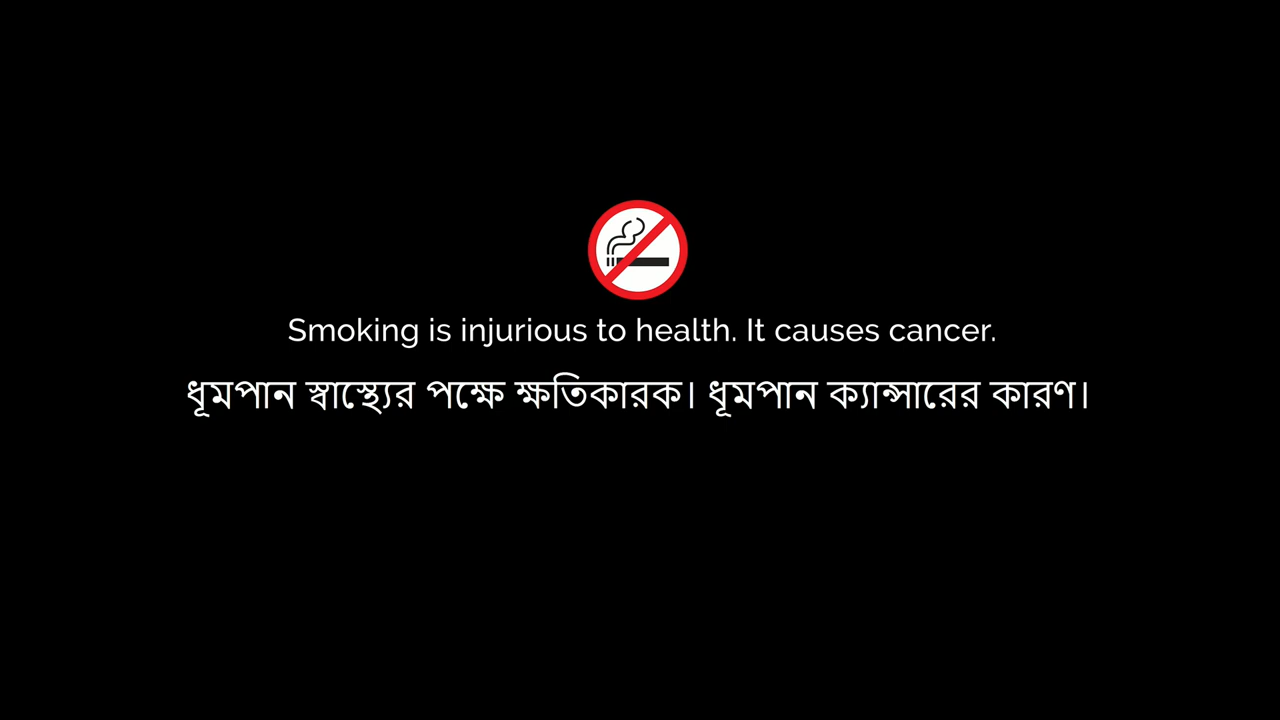 Smoking is injurious to health. It causes cancer.
ধূমপান স্বাস্থ্যের পক্ষে ক্ষতিকারক। ধূমপান ক্যান্সারের কারণ।